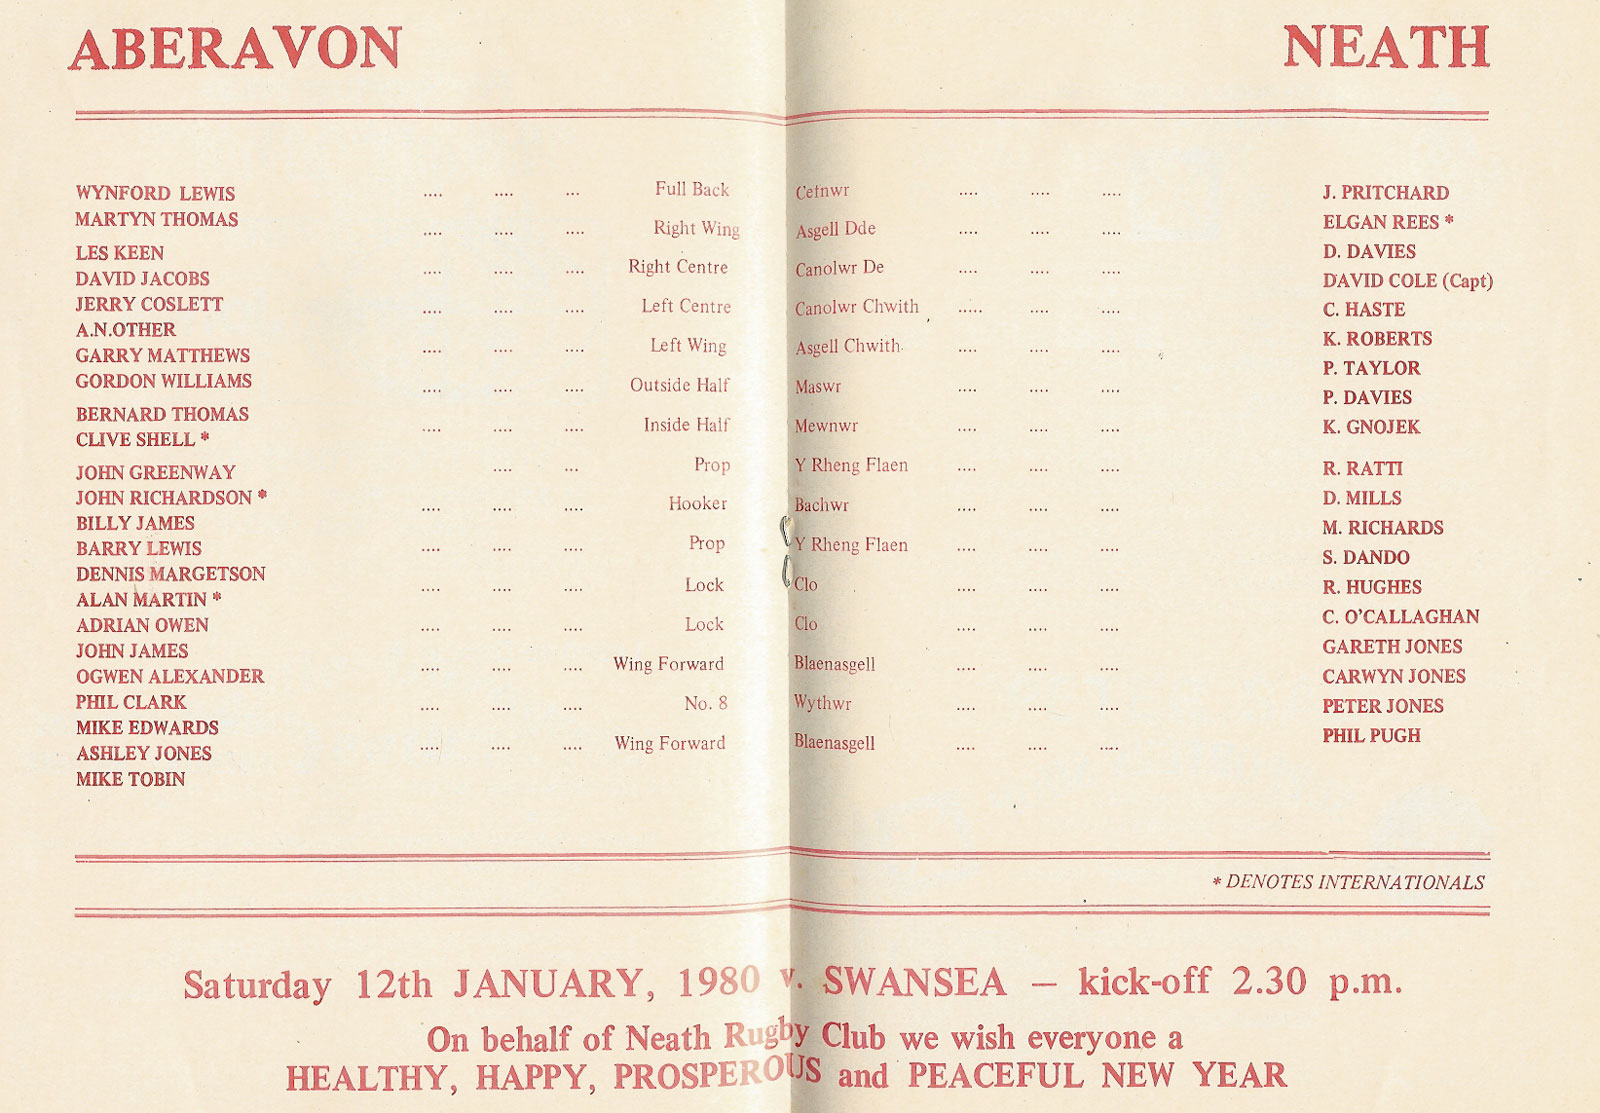 ABERAVON
NEATH
WYNFORD LEWIS
MARTYN THOMAS
LES KEEN
DAVID JACOBS
JERRY COSLETT
A.N.OTHER
GARRY MATTHEWS
GORDON WILLIAMS
BERNARD THOMAS
CLIVE SHELL *
JOHN GREENWAY
JOHN RICHARDSON *
BILLY JAMES
BARRY LEWIS
DENNIS MARGETSON
ALAN MARTIN *
ADRIAN OWEN
JOHN JAMES
OGWEN ALEXANDER
PHIL CLARK
MIKE EDWARDS
ASHLEY JONES
MIKE TOBIN
.... .... ... Full Back Cefnwr .... .... ....
.... .... .... Right Wing Asgell Dde .... .... ....
.... .... .... Right Centre Canolwr De .... .... ....
.... .... .... Left Centre Canolwr Chwith ..... .... ....
.... .... .... Left Wing Asgell Chwith .... .... ....
.... .... .... Outside Half Maswr .... .... ....
.... .... .... Inside Half Mewnwr .... .... ....
.... ... Prop Y Rheng Flaen .... .... ....
.... .... .... Hooker Bachwr .... .... ....
.... .... .... Prop Y Rheng Flaen .... .... ....
.... .... .... Lock Clo .... .... ....
.... .... .... Lock Clo .... .... ....
.... .... .... Wing Forward Blaenasgell .... .... ....
.... .... .... No. 8 Wythwr .... .... ....
.... .... .... Wing Forward Blaenasgell .... .... ....
J. PRITCHARD
ELGAN REES *
D. DAVIES
DAVID COLE (Capt)
C. HASTE
K. ROBERTS
P. TAYLOR
P. DAVIES
K. GNOJEK
R. RATTI
D. MILLS
M. RICHARDS
S. DANDO
R. HUGHES
C. O'CALLAGHAN
GARETH JONES
CARWYN JONES
PETER JONES
PHIL PUGH
* DENOTES INTERNATIONALS
Saturday 12th JANUARY, 1980 v. SWANSEA — kick-off 2.30 p.m.
On behalf of Neath Rugby Club we wish everyone a
HEALTHY, HAPPY, PROSPEROUS and PEACEFUL NEW YEAR